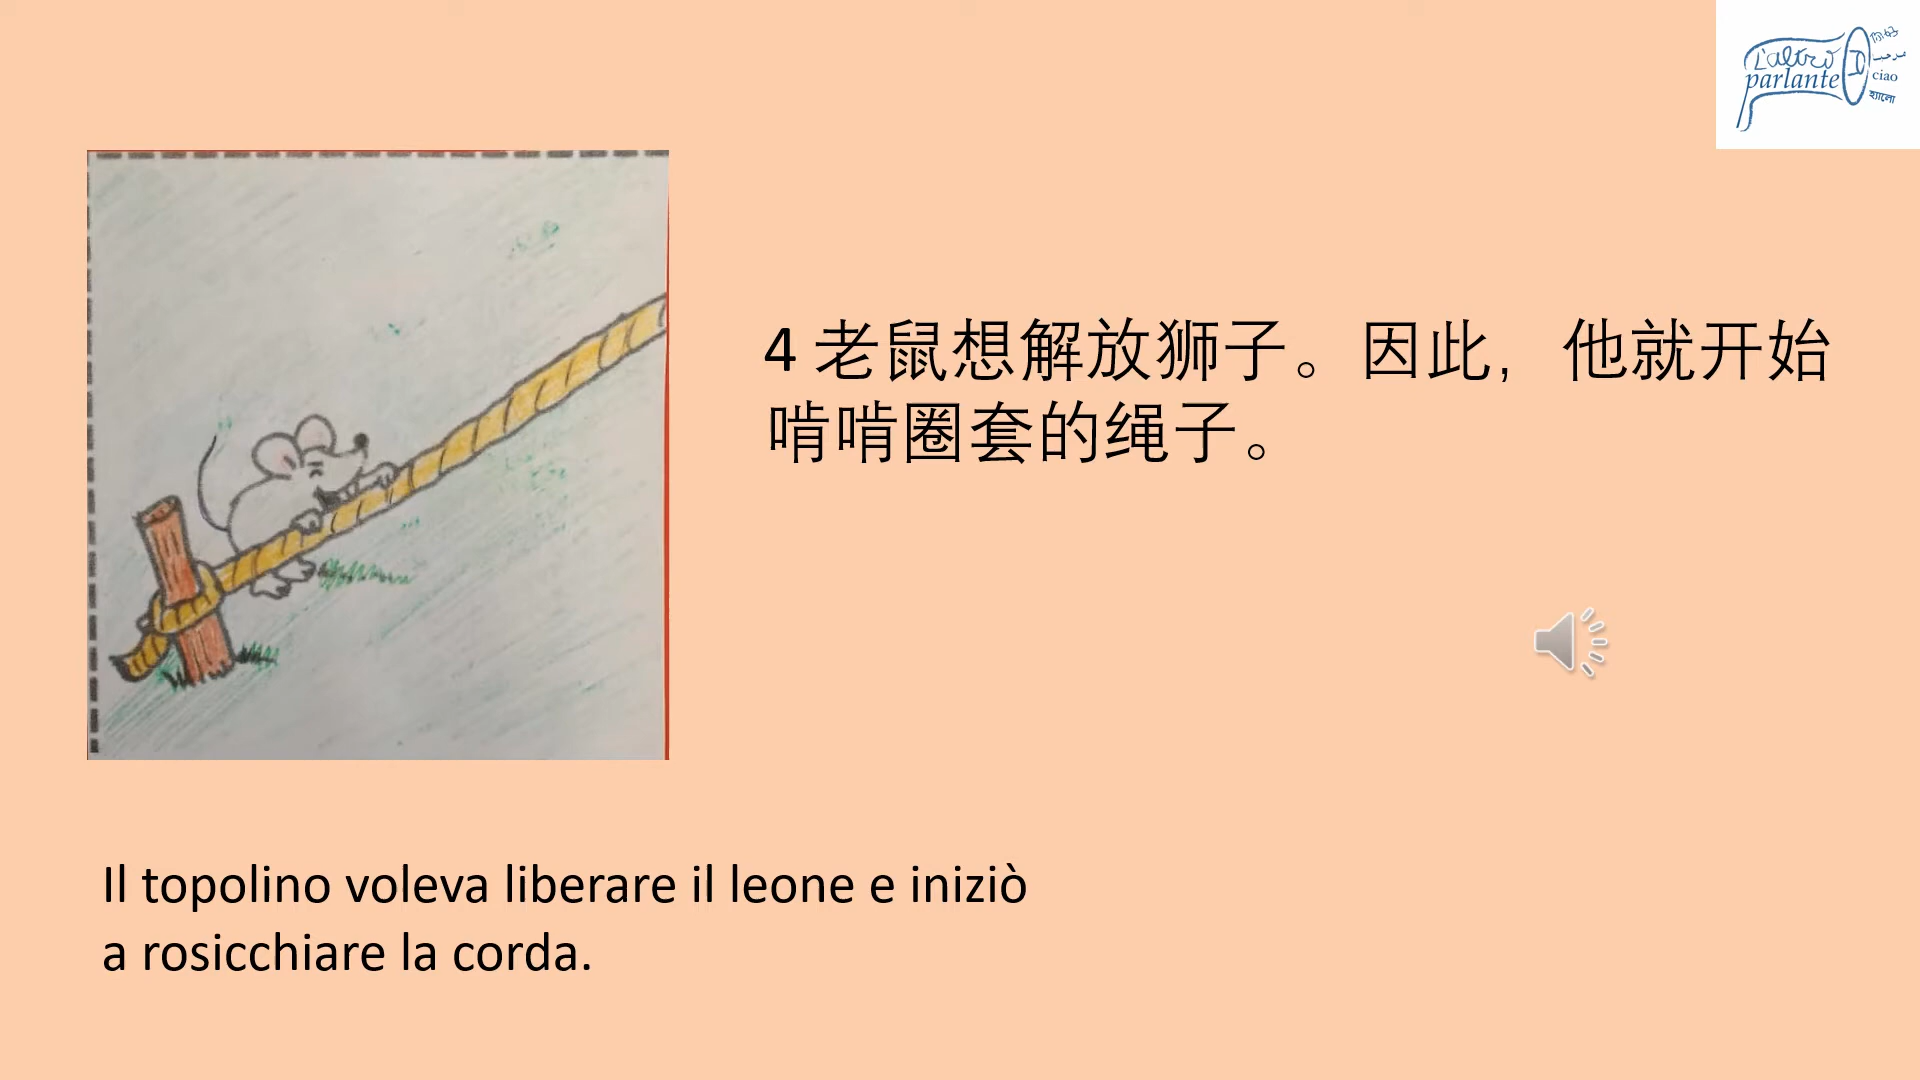 L'altro
parlante
ciao
হ্যালো
4 老鼠想解放狮子。因此, 他就开始
啃啃圈套的绳子。
Il topolino voleva liberare il leone e iniziò
a rosicchiare la corda.